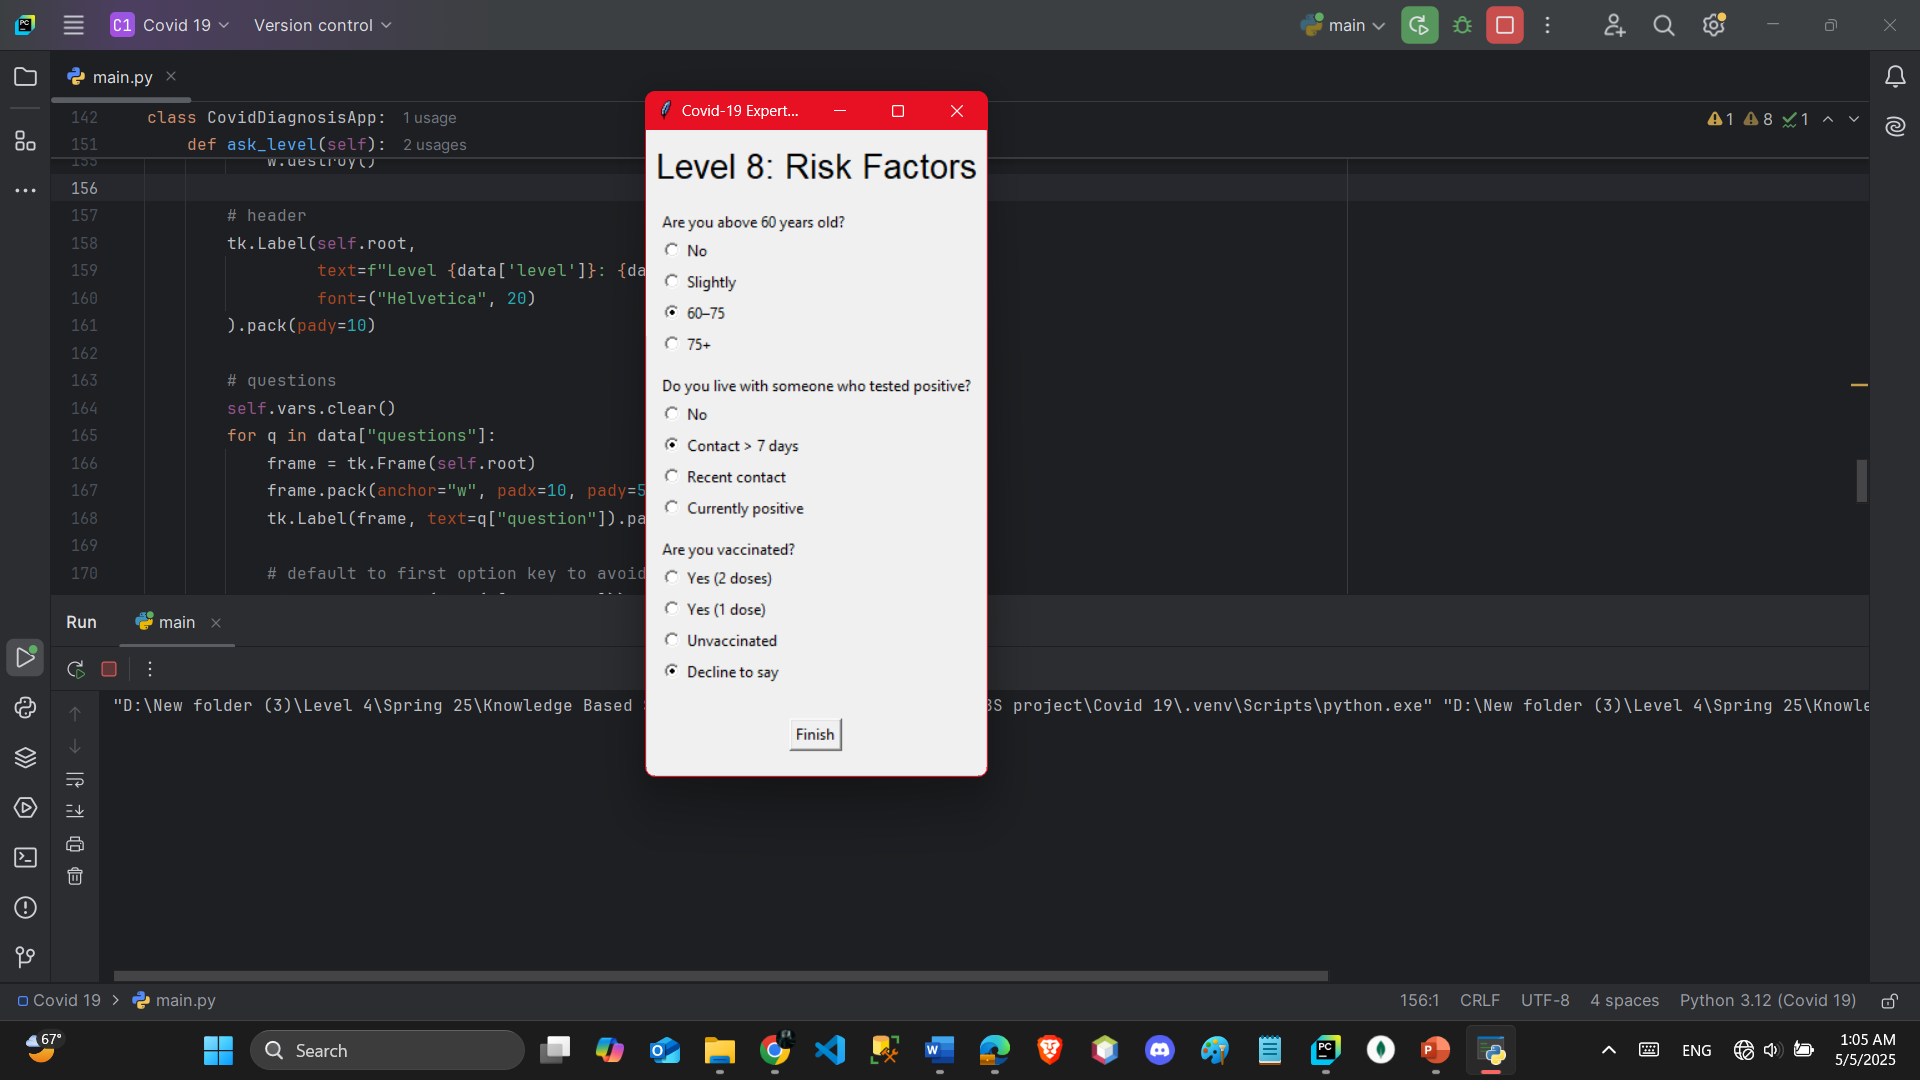 C1 Covid 19 Version control main
main.py
142 class CovidDiagnosisApp: 1 usage
151 def ask_level(self): 2 usages
1 8 1
155 w.destroy()
156
157 # header
158 tk.Label(self.root,
159 text=f"Level {data['level']}: {da
160 font=("Helvetica", 20)
161 ).pack(pady=10)
162
163 # questions
164 self.vars.clear()
165 for q in data["questions"]:
166 frame = tk.Frame(self.root)
167 frame.pack(anchor="w", padx=10, pady=5
168 tk.Label(frame, text=q["question"]).pa
169
170 # default to first option key to avoid
Covid-19 Expert...
Level 8: Risk Factors
Are you above 60 years old?
No
Slightly
60–75
75+
Do you live with someone who tested positive?
No
Contact > 7 days
Recent contact
Currently positive
Are you vaccinated?
Yes (2 doses)
Yes (1 dose)
Unvaccinated
Decline to say
Finish
Run main
"D:\New folder (3)\Level 4\Spring 25\Knowledge Based S project\Covid 19\.venv\Scripts\python.exe" "D:\New folder (3)\Level 4\Spring 25\Knowle
Covid 19 > main.py 156:1 CRLF UTF-8 4 spaces Python 3.12 (Covid 19)
67° Search ENG 1:05 AM
5/5/2025